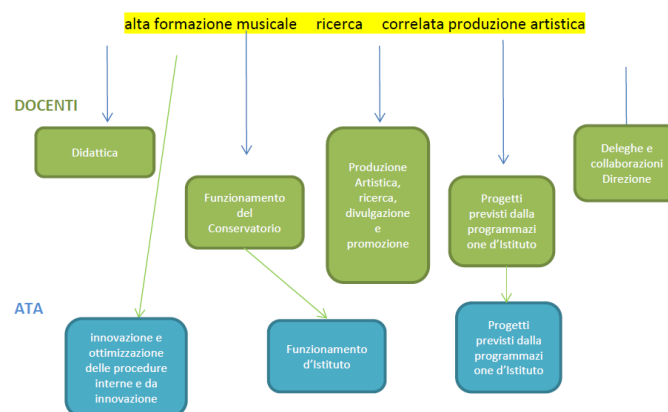 alta formazione musicale ricerca correlata produzione artistica
DOCENTI
Didattica
Funzionamento
del
Conservatorio
Produzione
Artistica,
ricerca,
divulgazione
e
promozione
Progetti
previsti dalla
programmazi
one d'Istituto
Deleghe e
collaborazioni
Direzione
ATA
innovazione e
ottimizzazione
delle procedure
interne e da
innovazione
Funzionamento
d'Istituto
Progetti
previsti dalla
programmazi
one d'Istituto